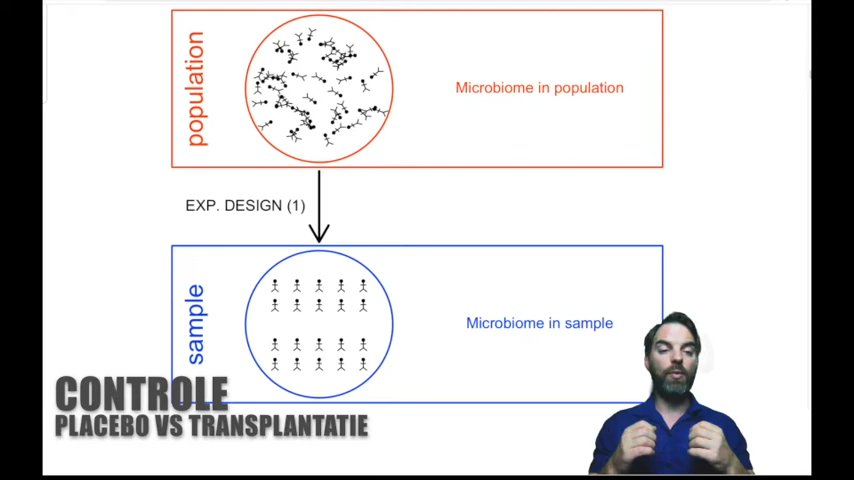 population
Microbiome in population
EXP. DESIGN (1)
sample
Microbiome in sample
CONTROLE
PLACEBO VS TRANSPLANTATIE